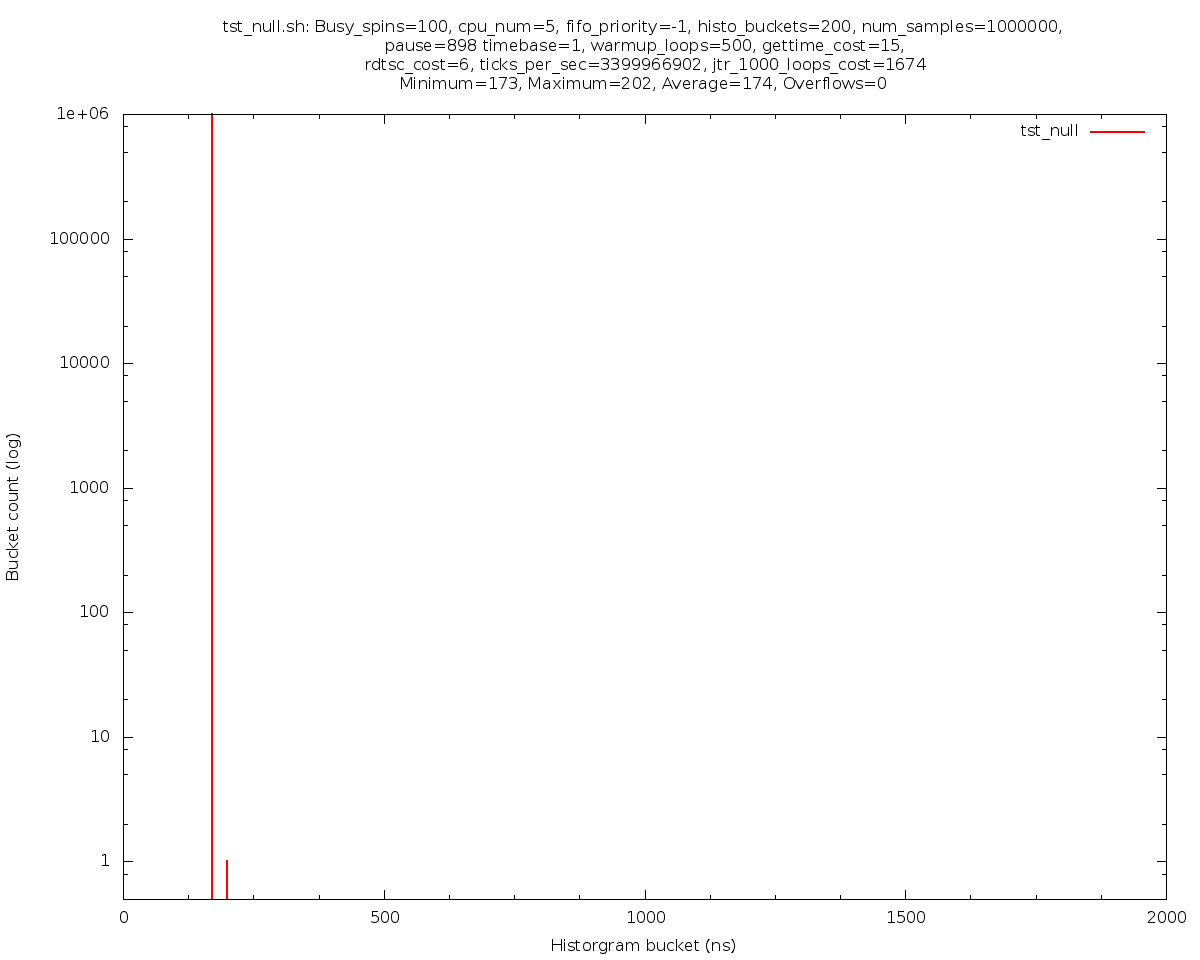 tst_null.sh: Busy_spins=100, cpu_num=5, fifo_priority=-1, histo_buckets=200, num_samples=1000000,
pause=898 timebase=1, warmup_loops=500, gettime_cost=15,
rdtsc_cost=6, ticks_per_sec=3399966902, jtr_1000_loops_cost=1674
Minimum=173, Maximum=202, Average=174, Overflows=0
tst_null
1e+06
100000
10000
1000
100
10
1
Bucket count (log)
0 500 1000 1500 2000
Historgram bucket (ns)